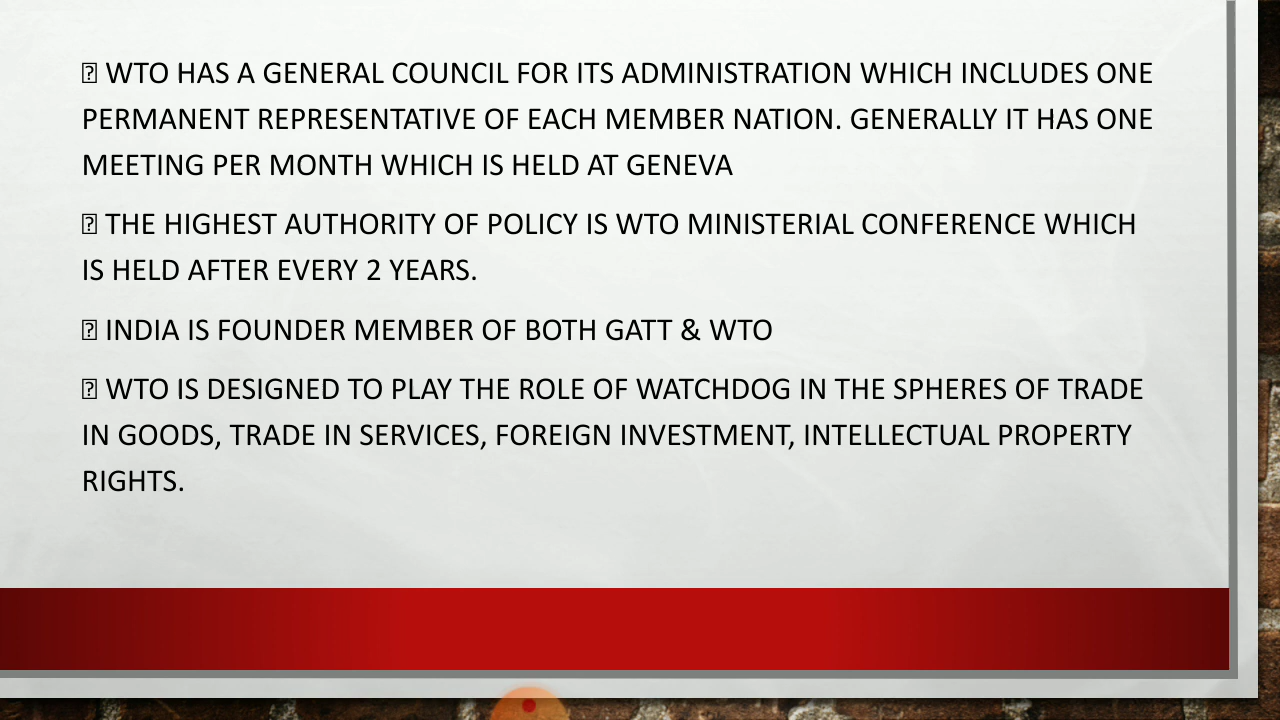 ⍰ WTO HAS A GENERAL COUNCIL FOR ITS ADMINISTRATION WHICH INCLUDES ONE
PERMANENT REPRESENTATIVE OF EACH MEMBER NATION. GENERALLY IT HAS ONE
MEETING PER MONTH WHICH IS HELD AT GENEVA
⍰ THE HIGHEST AUTHORITY OF POLICY IS WTO MINISTERIAL CONFERENCE WHICH
IS HELD AFTER EVERY 2 YEARS.
⍰ INDIA IS FOUNDER MEMBER OF BOTH GATT & WTO
⍰ WTO IS DESIGNED TO PLAY THE ROLE OF WATCHDOG IN THE SPHERES OF TRADE
IN GOODS, TRADE IN SERVICES, FOREIGN INVESTMENT, INTELLECTUAL PROPERTY
RIGHTS.